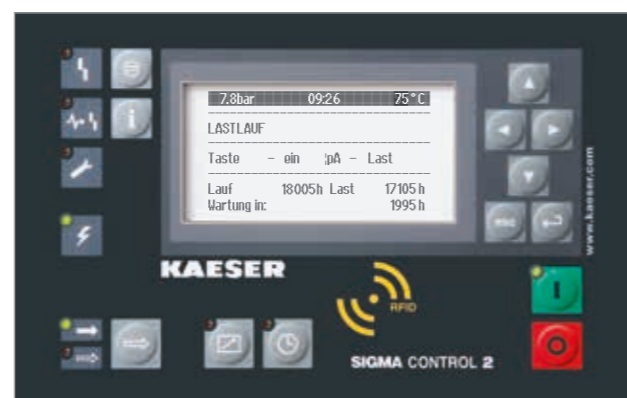 7.8bar 09:26 75°C
LASTLAUF
Taste – ein pA – Last
Lauf 18005h Last 17105h
Wartung in: 1995h
esc
www.kaeser.com
KAESER
RFID
I
SIGMA CONTROL 2